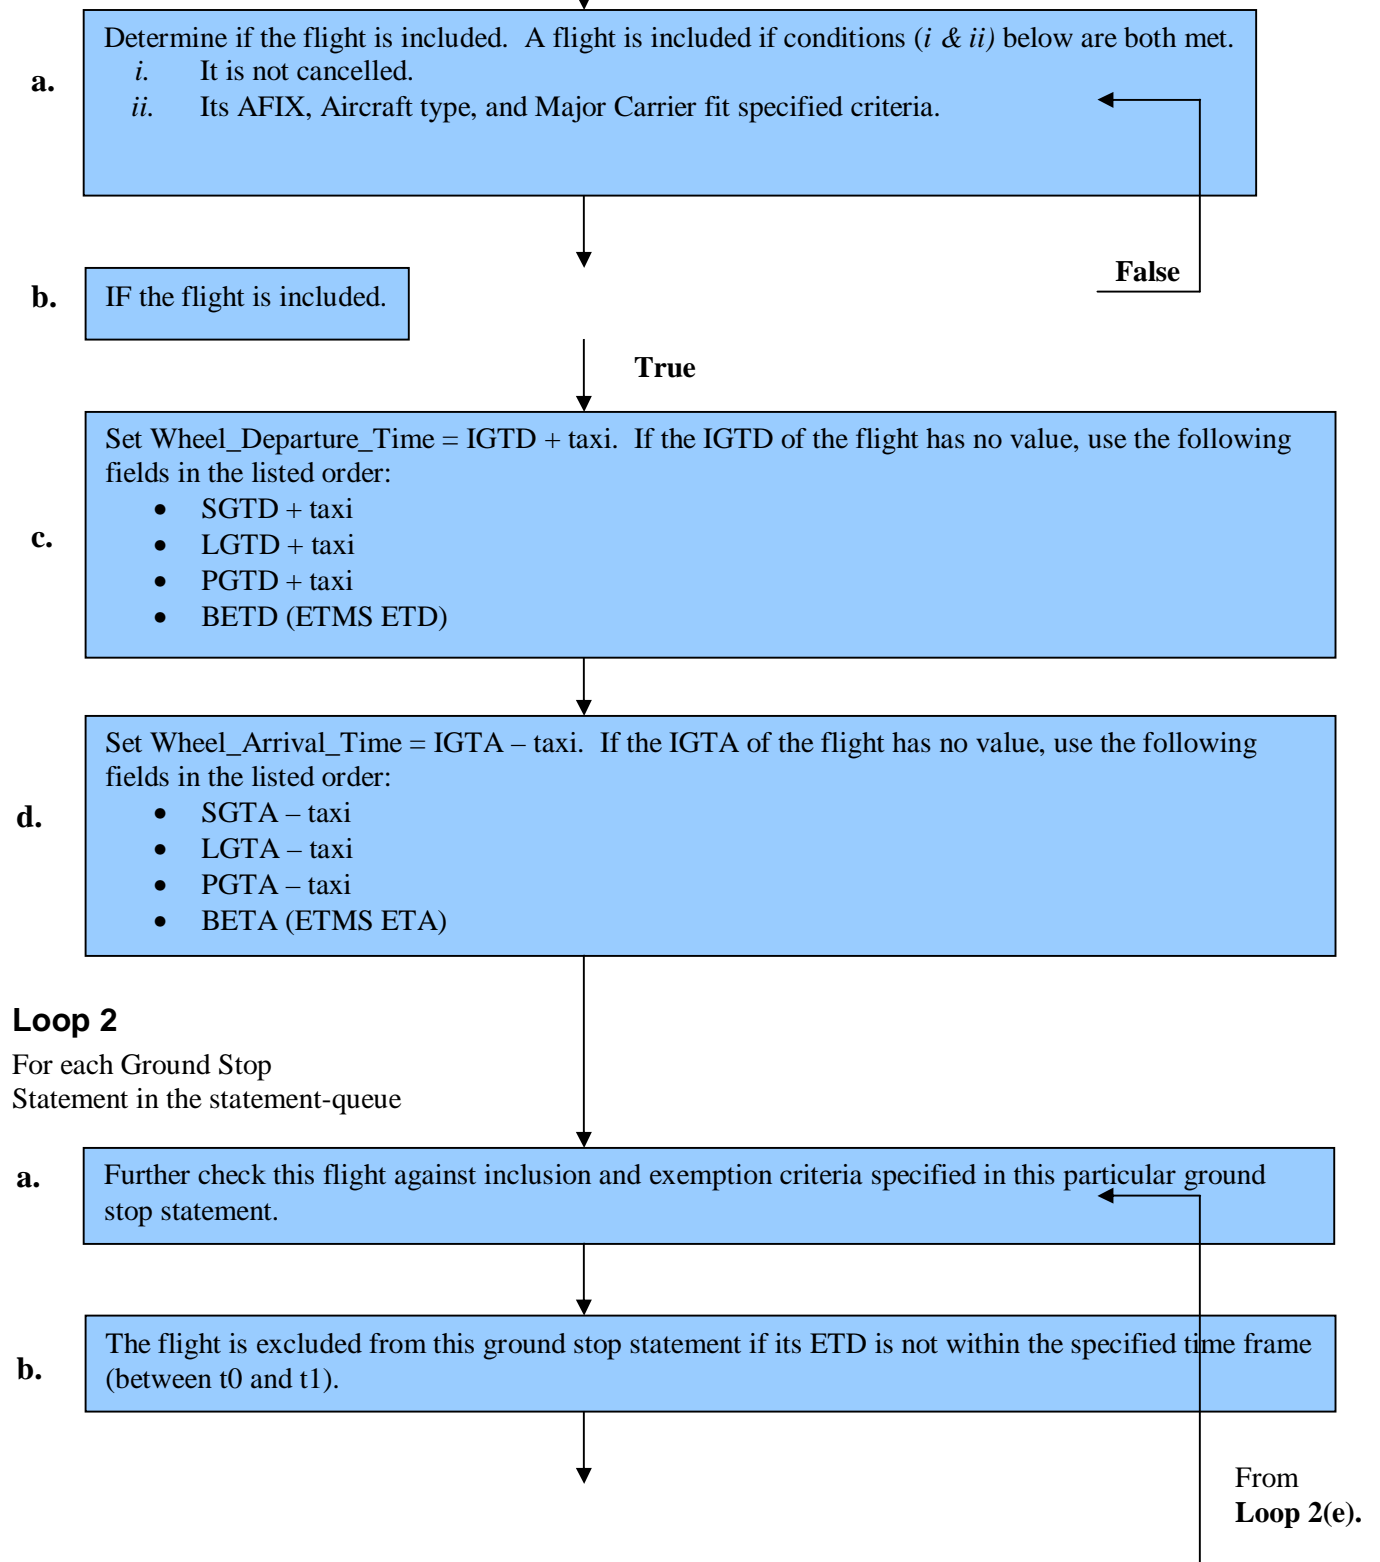 Determine if the flight is included.  A flight is included if conditions (i & ii) below are both met.
a.
i. It is not cancelled.
ii. Its AFIX, Aircraft type, and Major Carrier fit specified criteria.
False
b.
IF the flight is included.
True
Set Wheel_Departure_Time = IGTD + taxi.  If the IGTD of the flight has no value, use the following
fields in the listed order:
• SGTD + taxi
c.
• LGTD + taxi
• PGTD + taxi
• BETD (ETMS ETD)
Set Wheel_Arrival_Time = IGTA – taxi.  If the IGTA of the flight has no value, use the following
fields in the listed order:
d.
• SGTA – taxi
• LGTA – taxi
• PGTA – taxi
• BETA (ETMS ETA)
Loop 2
For each Ground Stop
Statement in the statement-queue
a.
Further check this flight against inclusion and exemption criteria specified in this particular ground
stop statement.
b.
The flight is excluded from this ground stop statement if its ETD is not within the specified time frame
(between t0 and t1).
From
Loop 2(e).